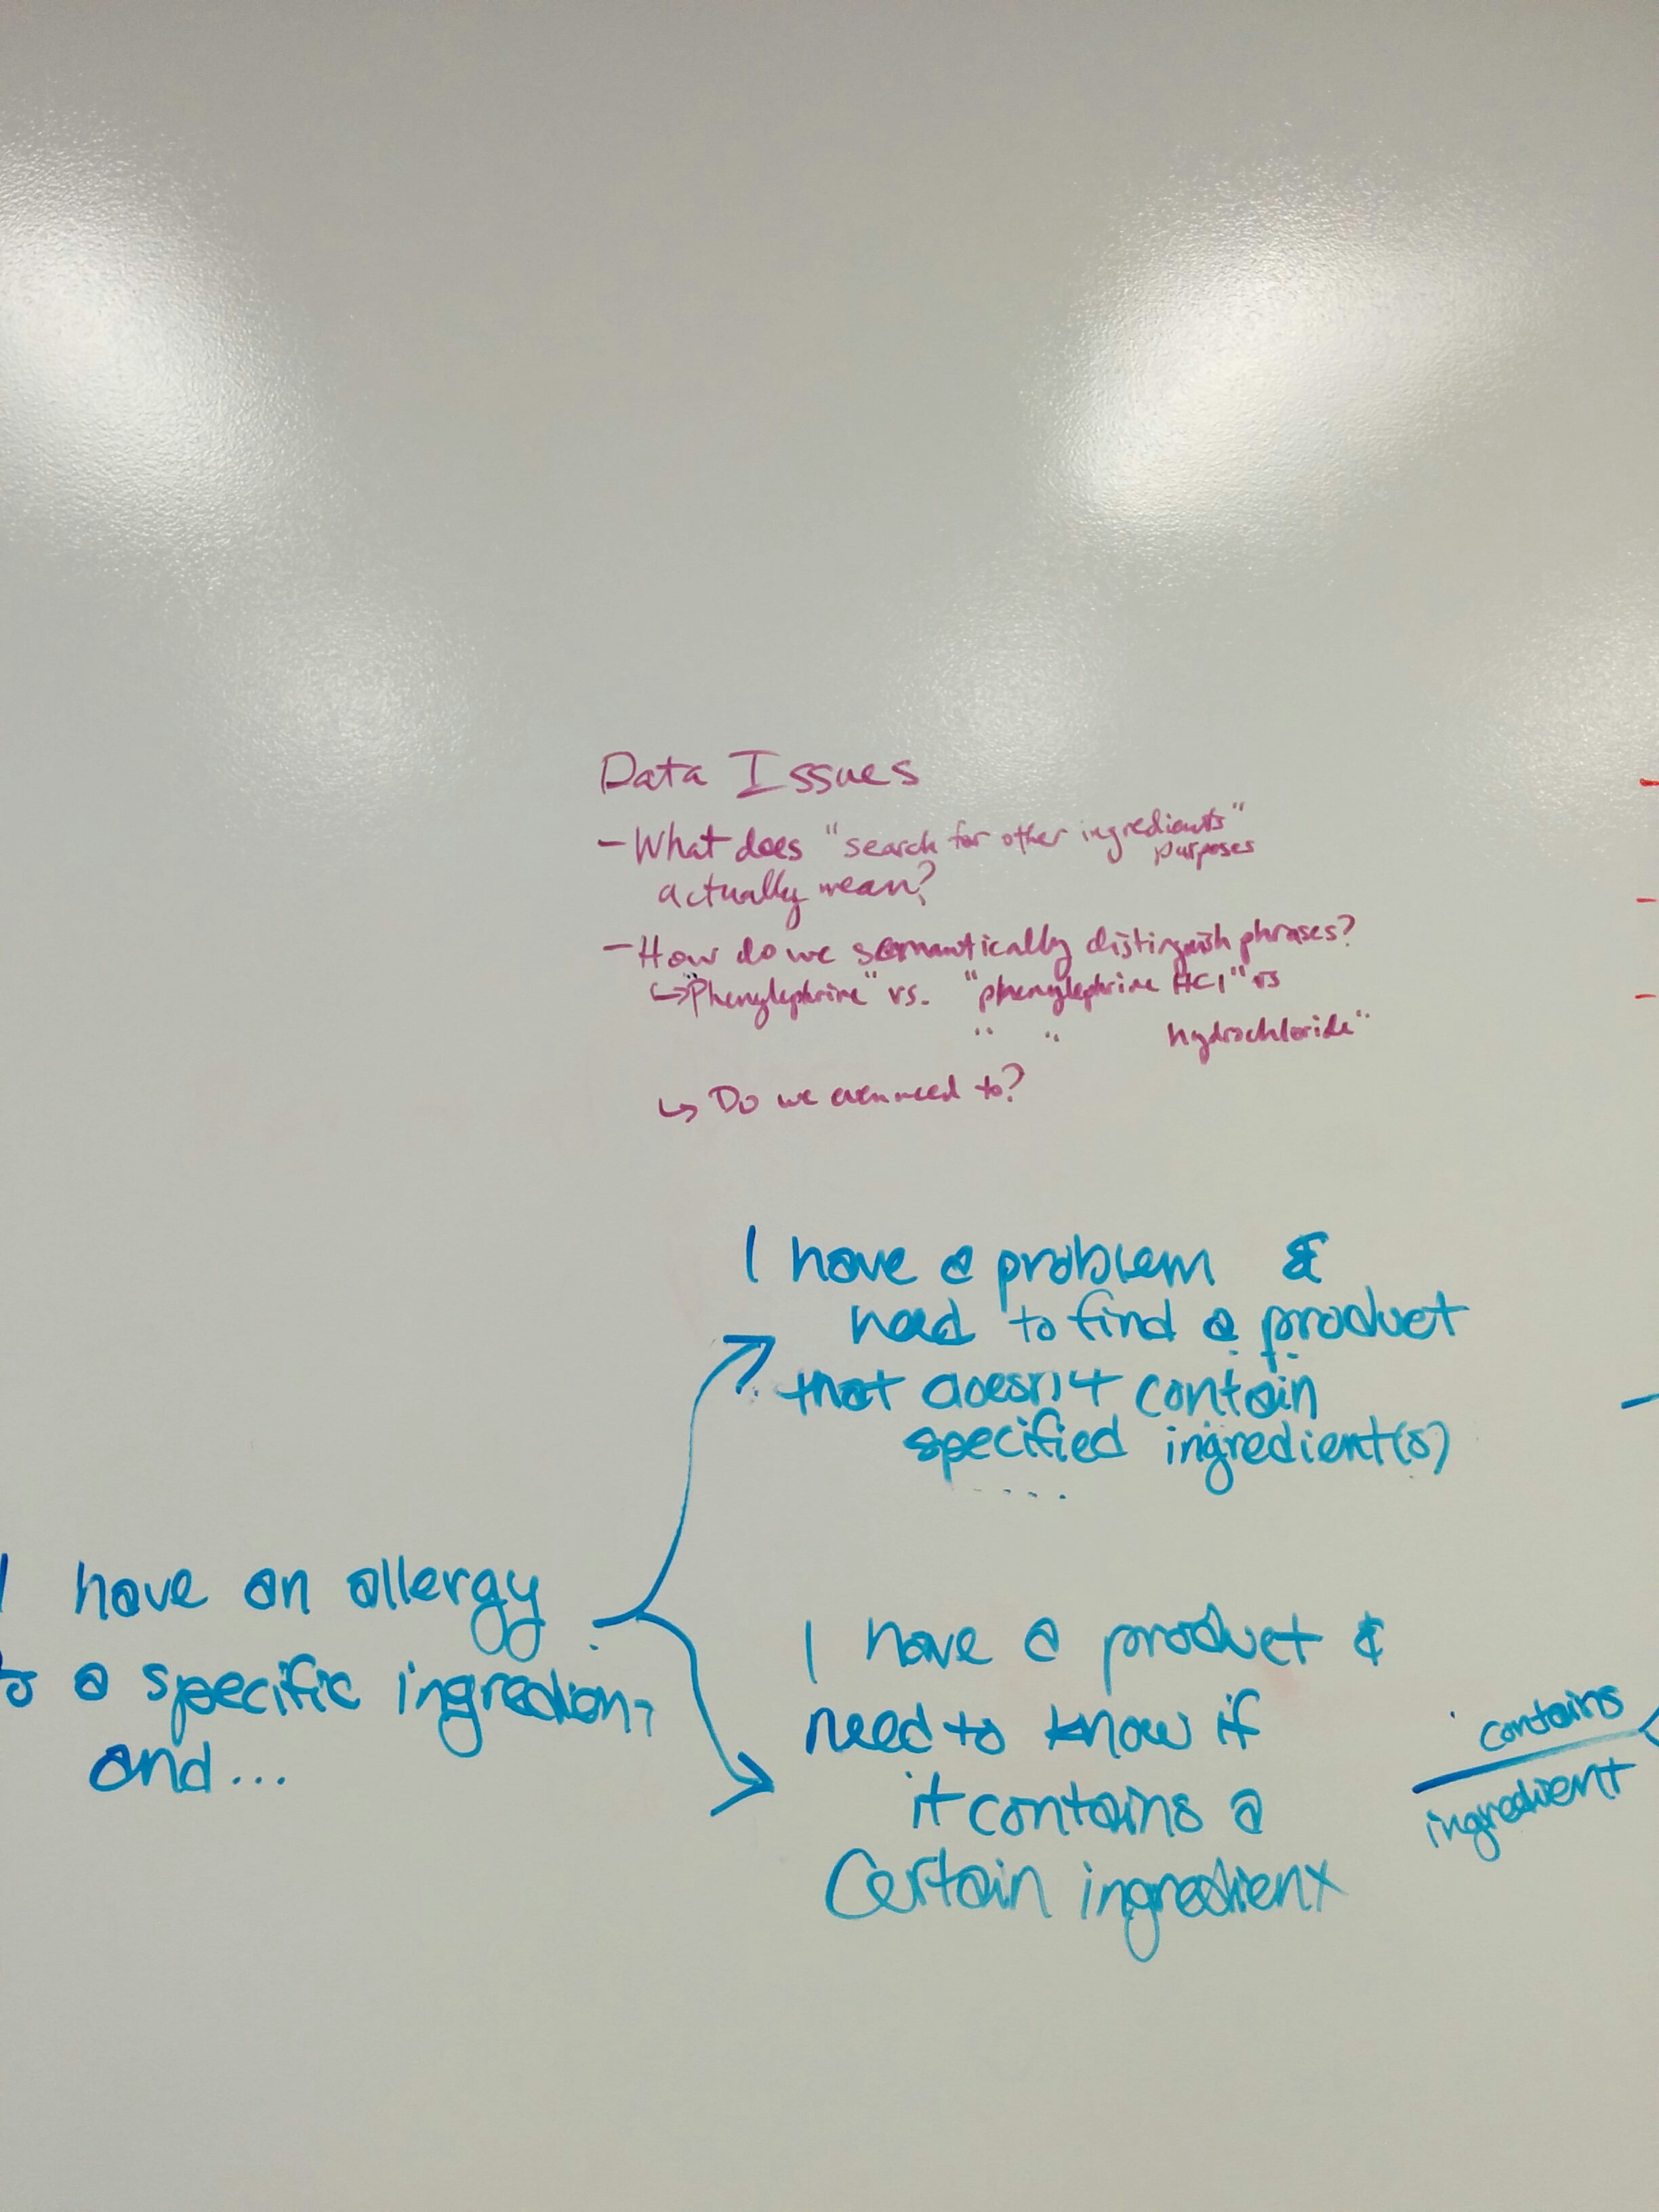 Data Issues
- What does "search for other ingredients"
purposes
actually mean?
- How do we semantically distinguish phrases?
↳ "Phenylephrine" vs. "phenylephrine HCl" vs
" " hydrochloride"
↳ Do we even need to?
I have a problem &
need to find a product
that doesn't contain
specified ingredient(s)
I have an allergy
to a specific ingredient
and...
I have a product &
need to know if
it contains a
certain ingredient
contains
ingredient